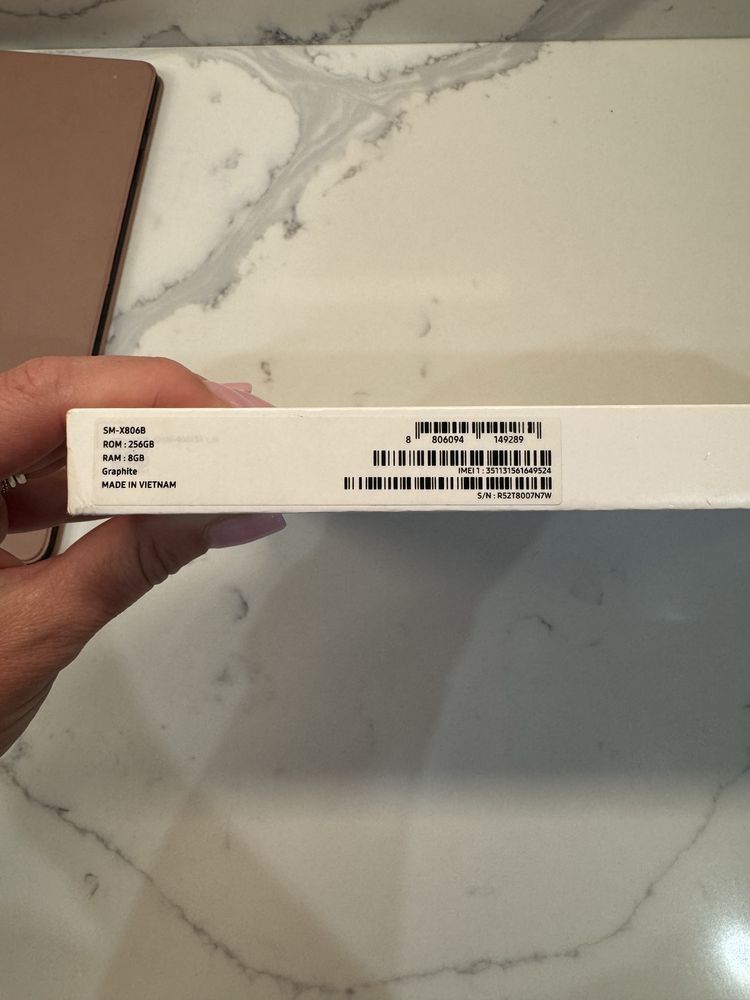 SM-X806B
ROM : 256GB
RAM : 8GB
Graphite
MADE IN VIETNAM
8 806094 149289
IMEI 1 : 351131561649524
S/N : R52T8007N7W